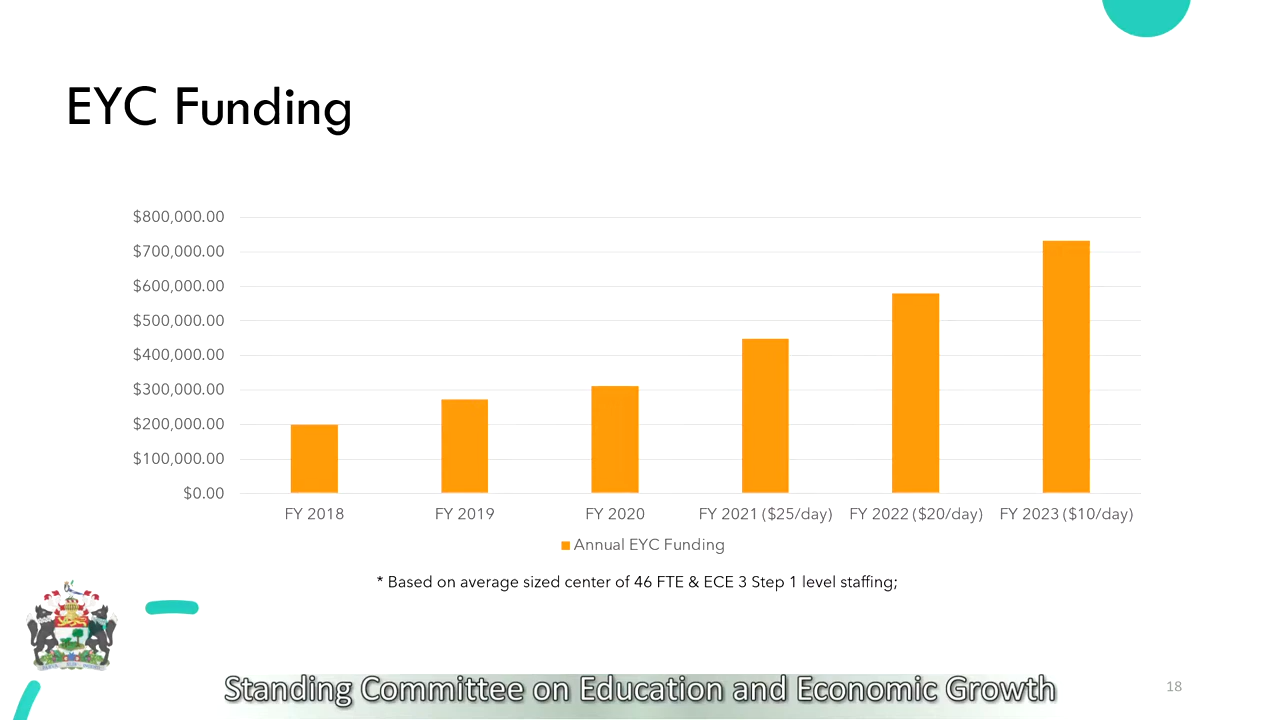 EYC Funding
$800,000.00
$700,000.00
$600,000.00
$500,000.00
$400,000.00
$300,000.00
$200,000.00
$100,000.00
$0.00
FY 2018 FY 2019 FY 2020 FY 2021 ($25/day) FY 2022 ($20/day) FY 2023 ($10/day)
Annual EYC Funding
* Based on average sized center of 46 FTE & ECE 3 Step 1 level staffing;
Standing Committee on Education and Economic Growth
18